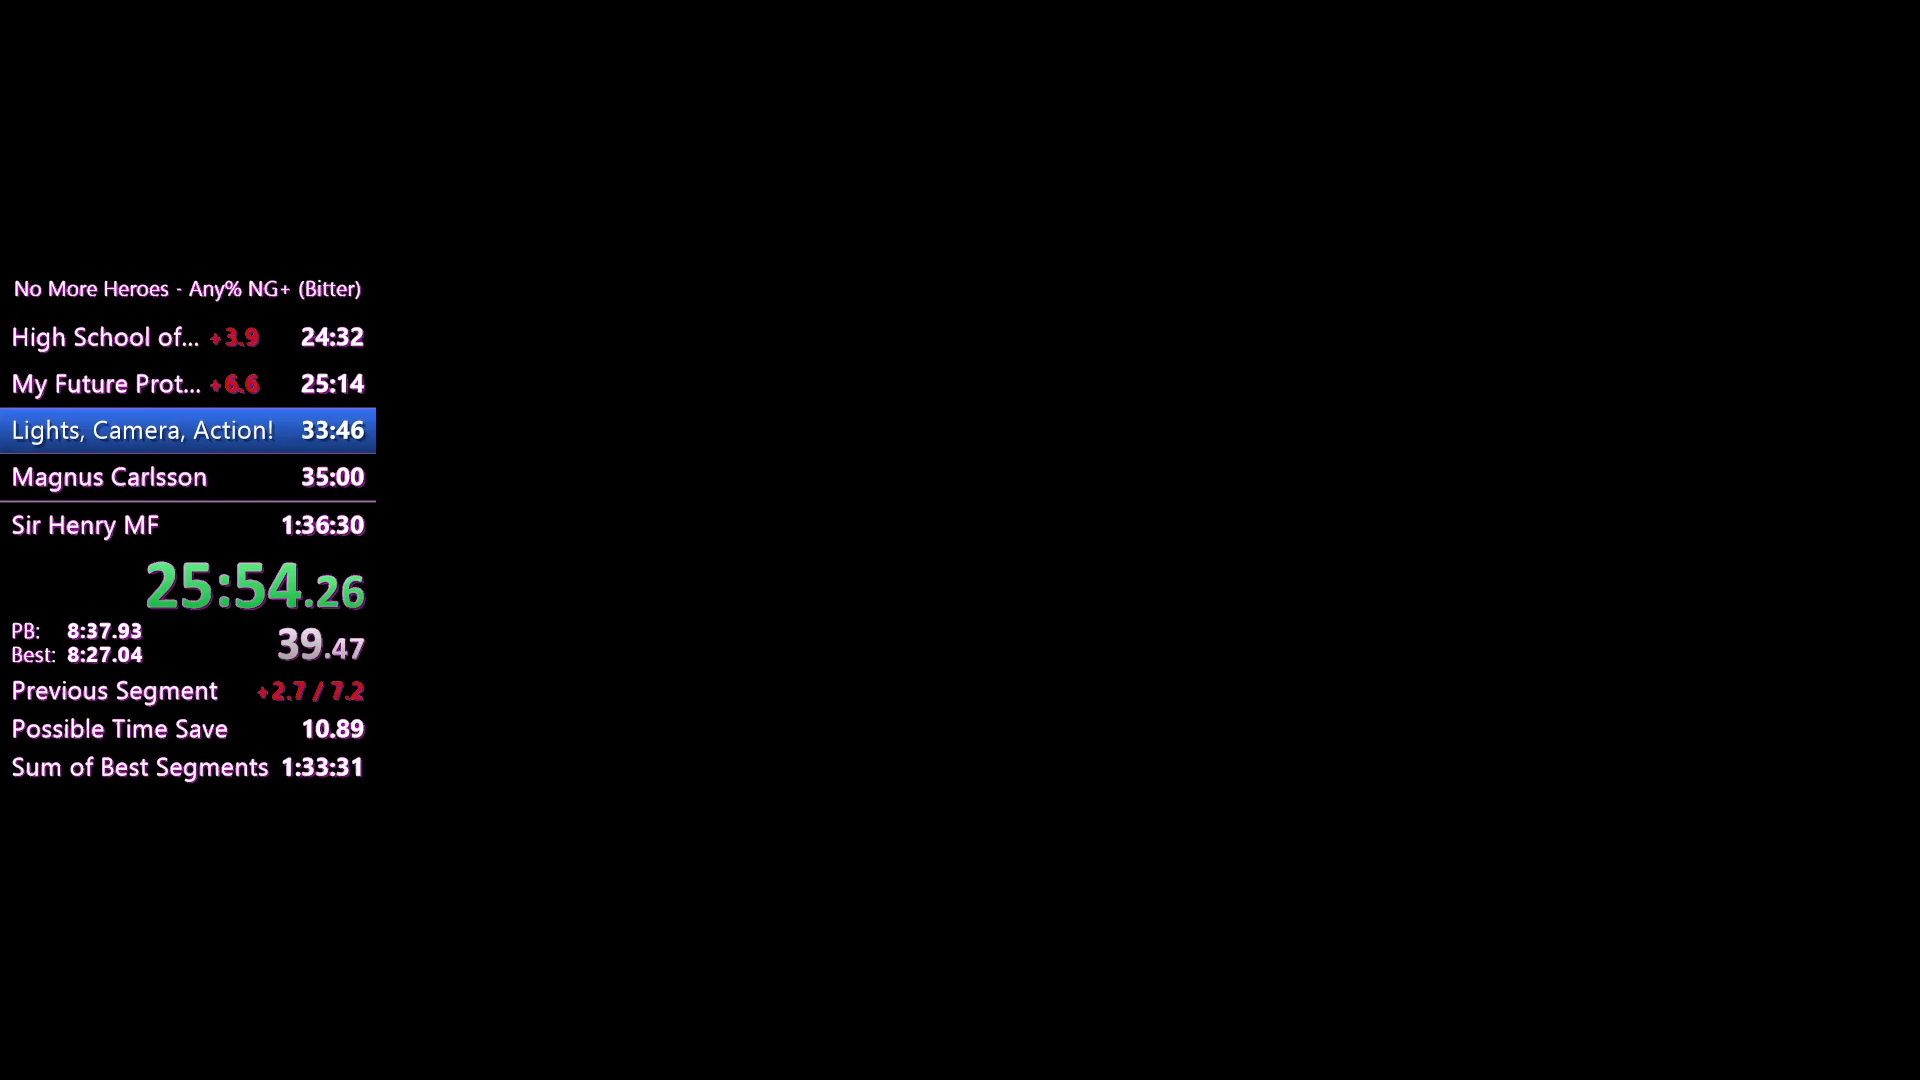 No More Heroes - Any% NG+ (Bitter)
High School of... +3.9 24:32
My Future Prot... +6.6 25:14
Lights, Camera, Action! 33:46
Magnus Carlsson 35:00
Sir Henry MF 1:36:30
25:54.26
PB: 8:37.93
Best: 8:27.04
39.47
Previous Segment +2.7 / 7.2
Possible Time Save 10.89
Sum of Best Segments 1:33:31